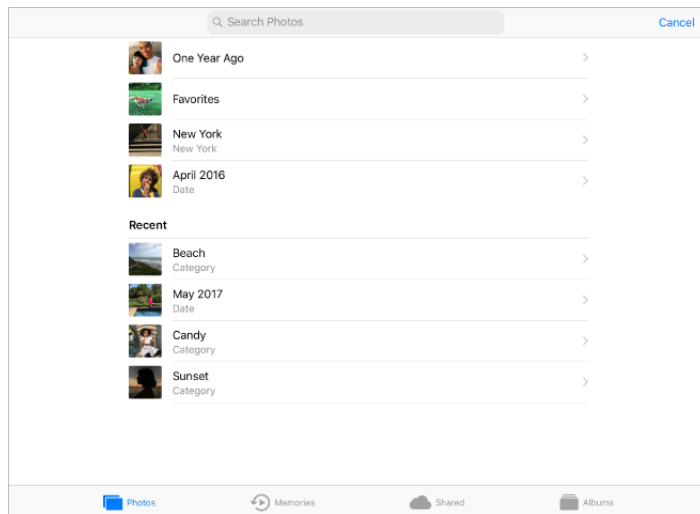 Search Photos
Cancel
One Year Ago
Favorites
New York
New York
April 2016
Date
Recent
Beach
Category
May 2017
Date
Candy
Category
Sunset
Category
Photos
Memories
Shared
Albums